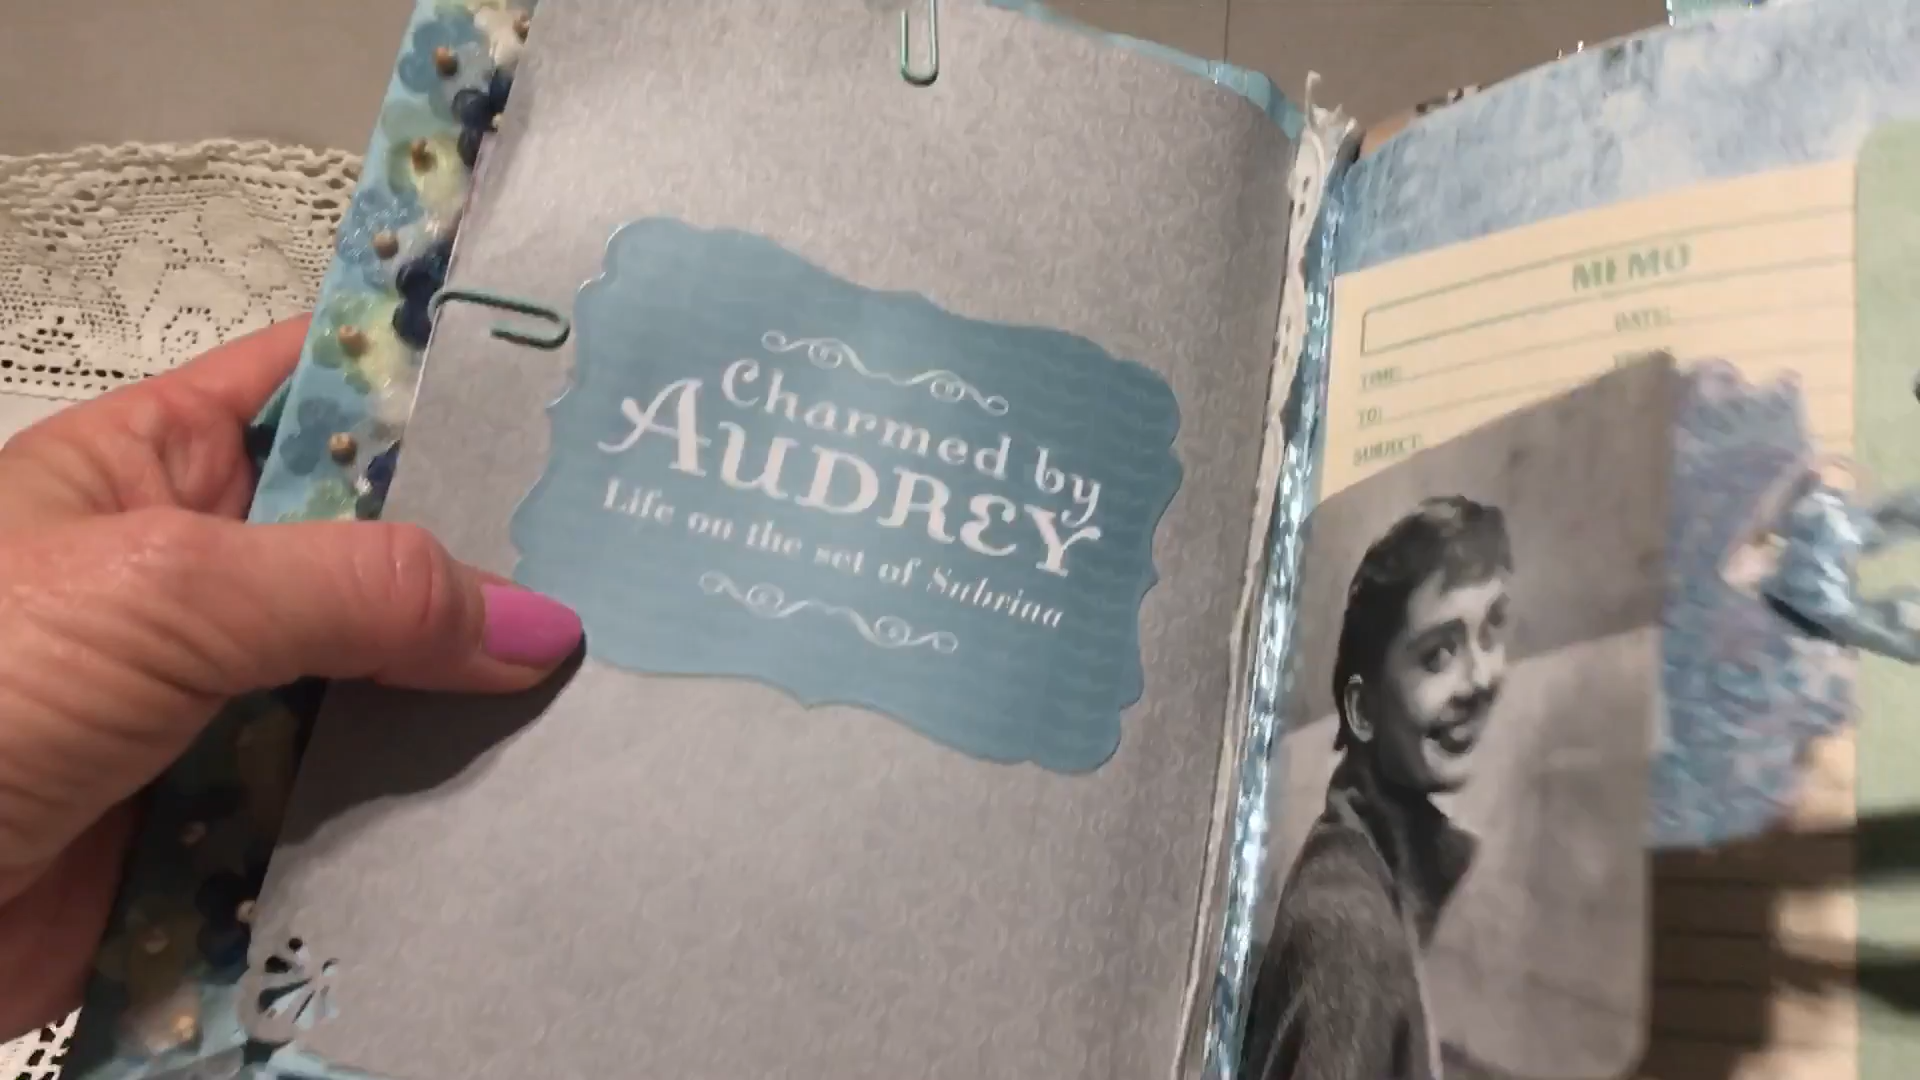 Charmed by
AUDREY
Life on the set of Sabrina
MEMO
DATE:
TIME:
TO:
SUBJECT: